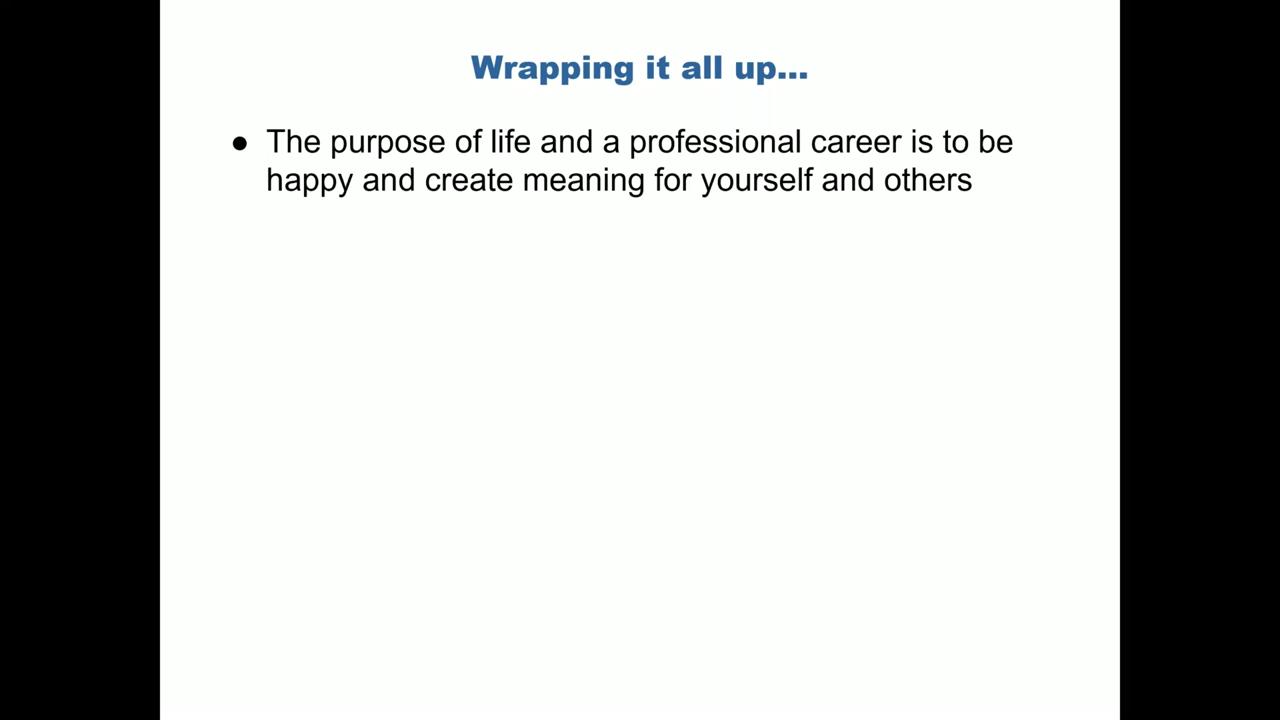 Wrapping it all up...
● The purpose of life and a professional career is to be
happy and create meaning for yourself and others